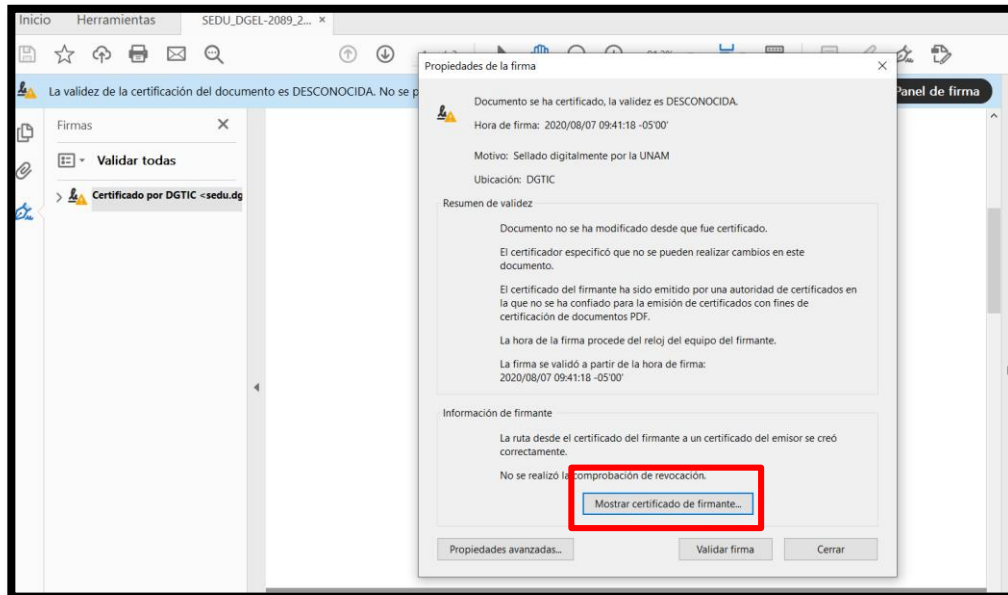 Inicio Herramientas SEDU_DGEL-2089_2... ×
La validez de la certificación del documento es DESCONOCIDA. No se p
Panel de firma
Firmas
Validar todas
Certificado por DGTIC <sedu.dg
Propiedades de la firma
Documento se ha certificado, la validez es DESCONOCIDA.
Hora de firma: 2020/08/07 09:41:18 -05'00'
Motivo: Sellado digitalmente por la UNAM
Ubicación: DGTIC
Resumen de validez
Documento no se ha modificado desde que fue certificado.
El certificador especificó que no se pueden realizar cambios en este
documento.
El certificado del firmante ha sido emitido por una autoridad de certificados en
la que no se ha confiado para la emisión de certificados con fines de
certificación de documentos PDF.
La hora de la firma procede del reloj del equipo del firmante.
La firma se validó a partir de la hora de firma:
2020/08/07 09:41:18 -05'00'
Información de firmante
La ruta desde el certificado del firmante a un certificado del emisor se creó
correctamente.
No se realizó la comprobación de revocación.
Mostrar certificado de firmante...
Propiedades avanzadas...
Validar firma
Cerrar